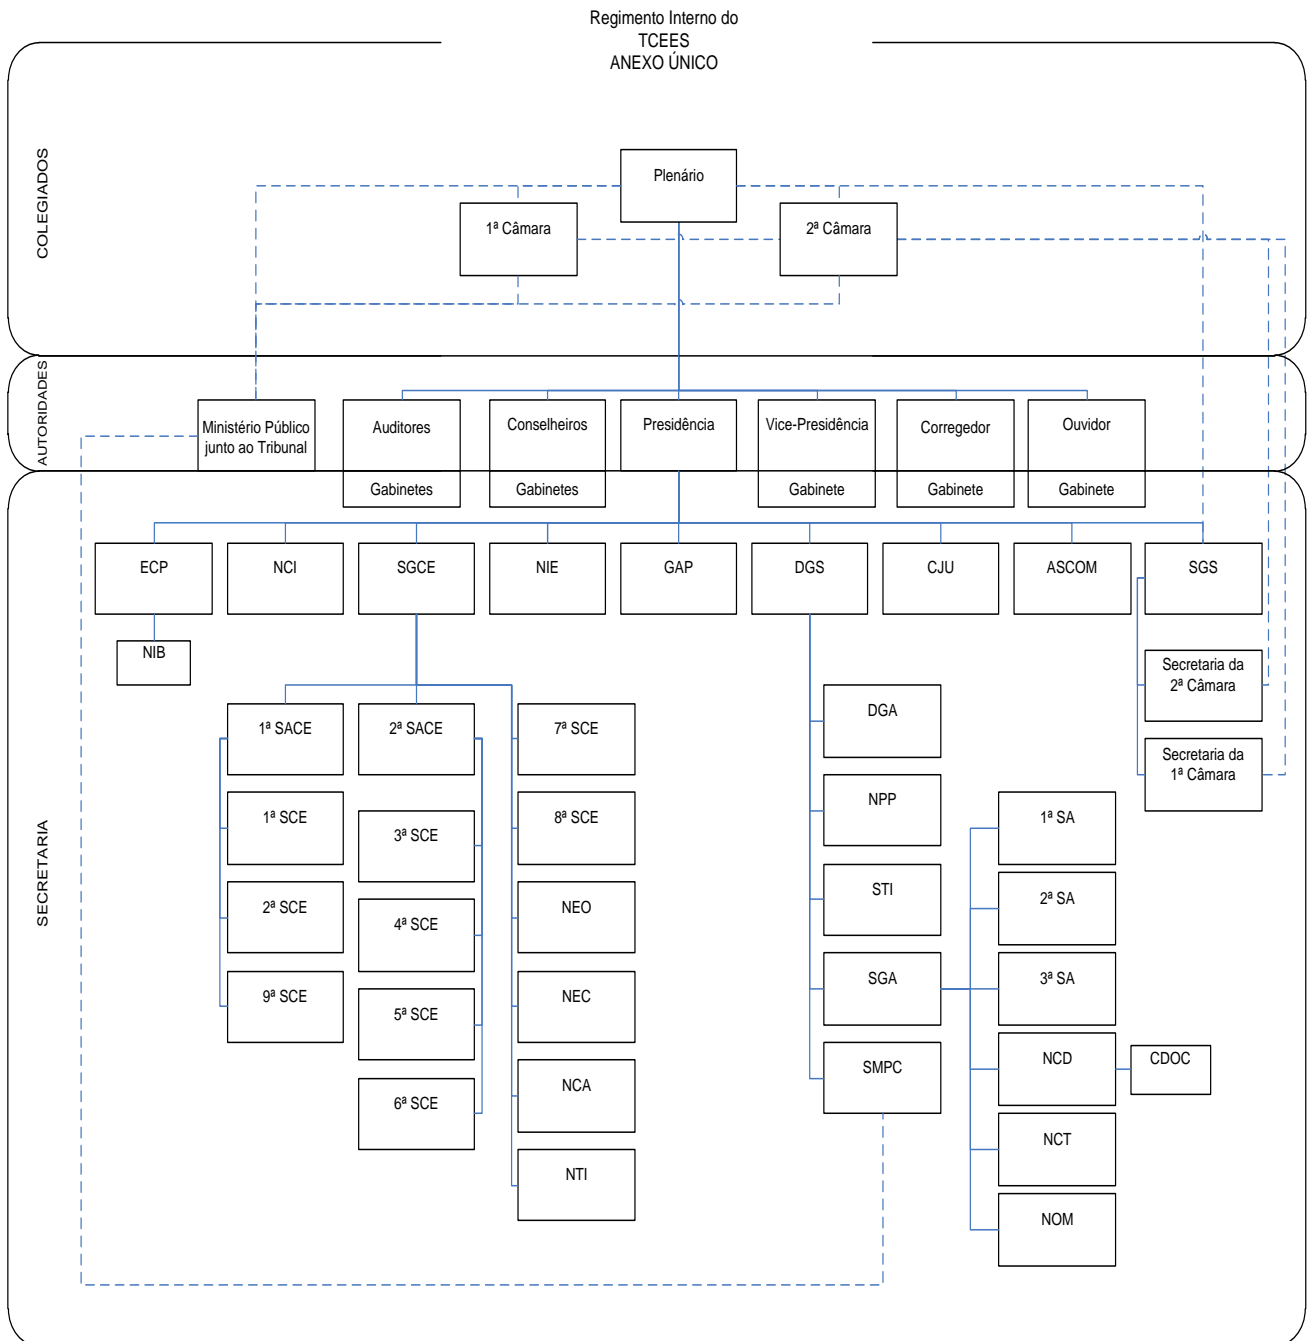 Regimento Interno do
TCEES
ANEXO ÚNICO
COLEGIADOS
Plenário
1ª Câmara
2ª Câmara
AUTORIDADES
Ministério Público
junto ao Tribunal
Auditores
Conselheiros
Presidência
Vice-Presidência
Corregedor
Ouvidor
Gabinetes
Gabinetes
Gabinete
Gabinete
Gabinete
SECRETARIA
ECP
NCI
SGCE
NIE
GAP
DGS
CJU
ASCOM
SGS
NIB
Secretaria da
2ª Câmara
Secretaria da
1ª Câmara
1ª SACE
1ª SCE
2ª SCE
9ª SCE
2ª SACE
3ª SCE
4ª SCE
5ª SCE
6ª SCE
7ª SCE
8ª SCE
NEO
NEC
NCA
NTI
DGA
NPP
STI
SGA
SMPC
1ª SA
2ª SA
3ª SA
NCD
CDOC
NCT
NOM